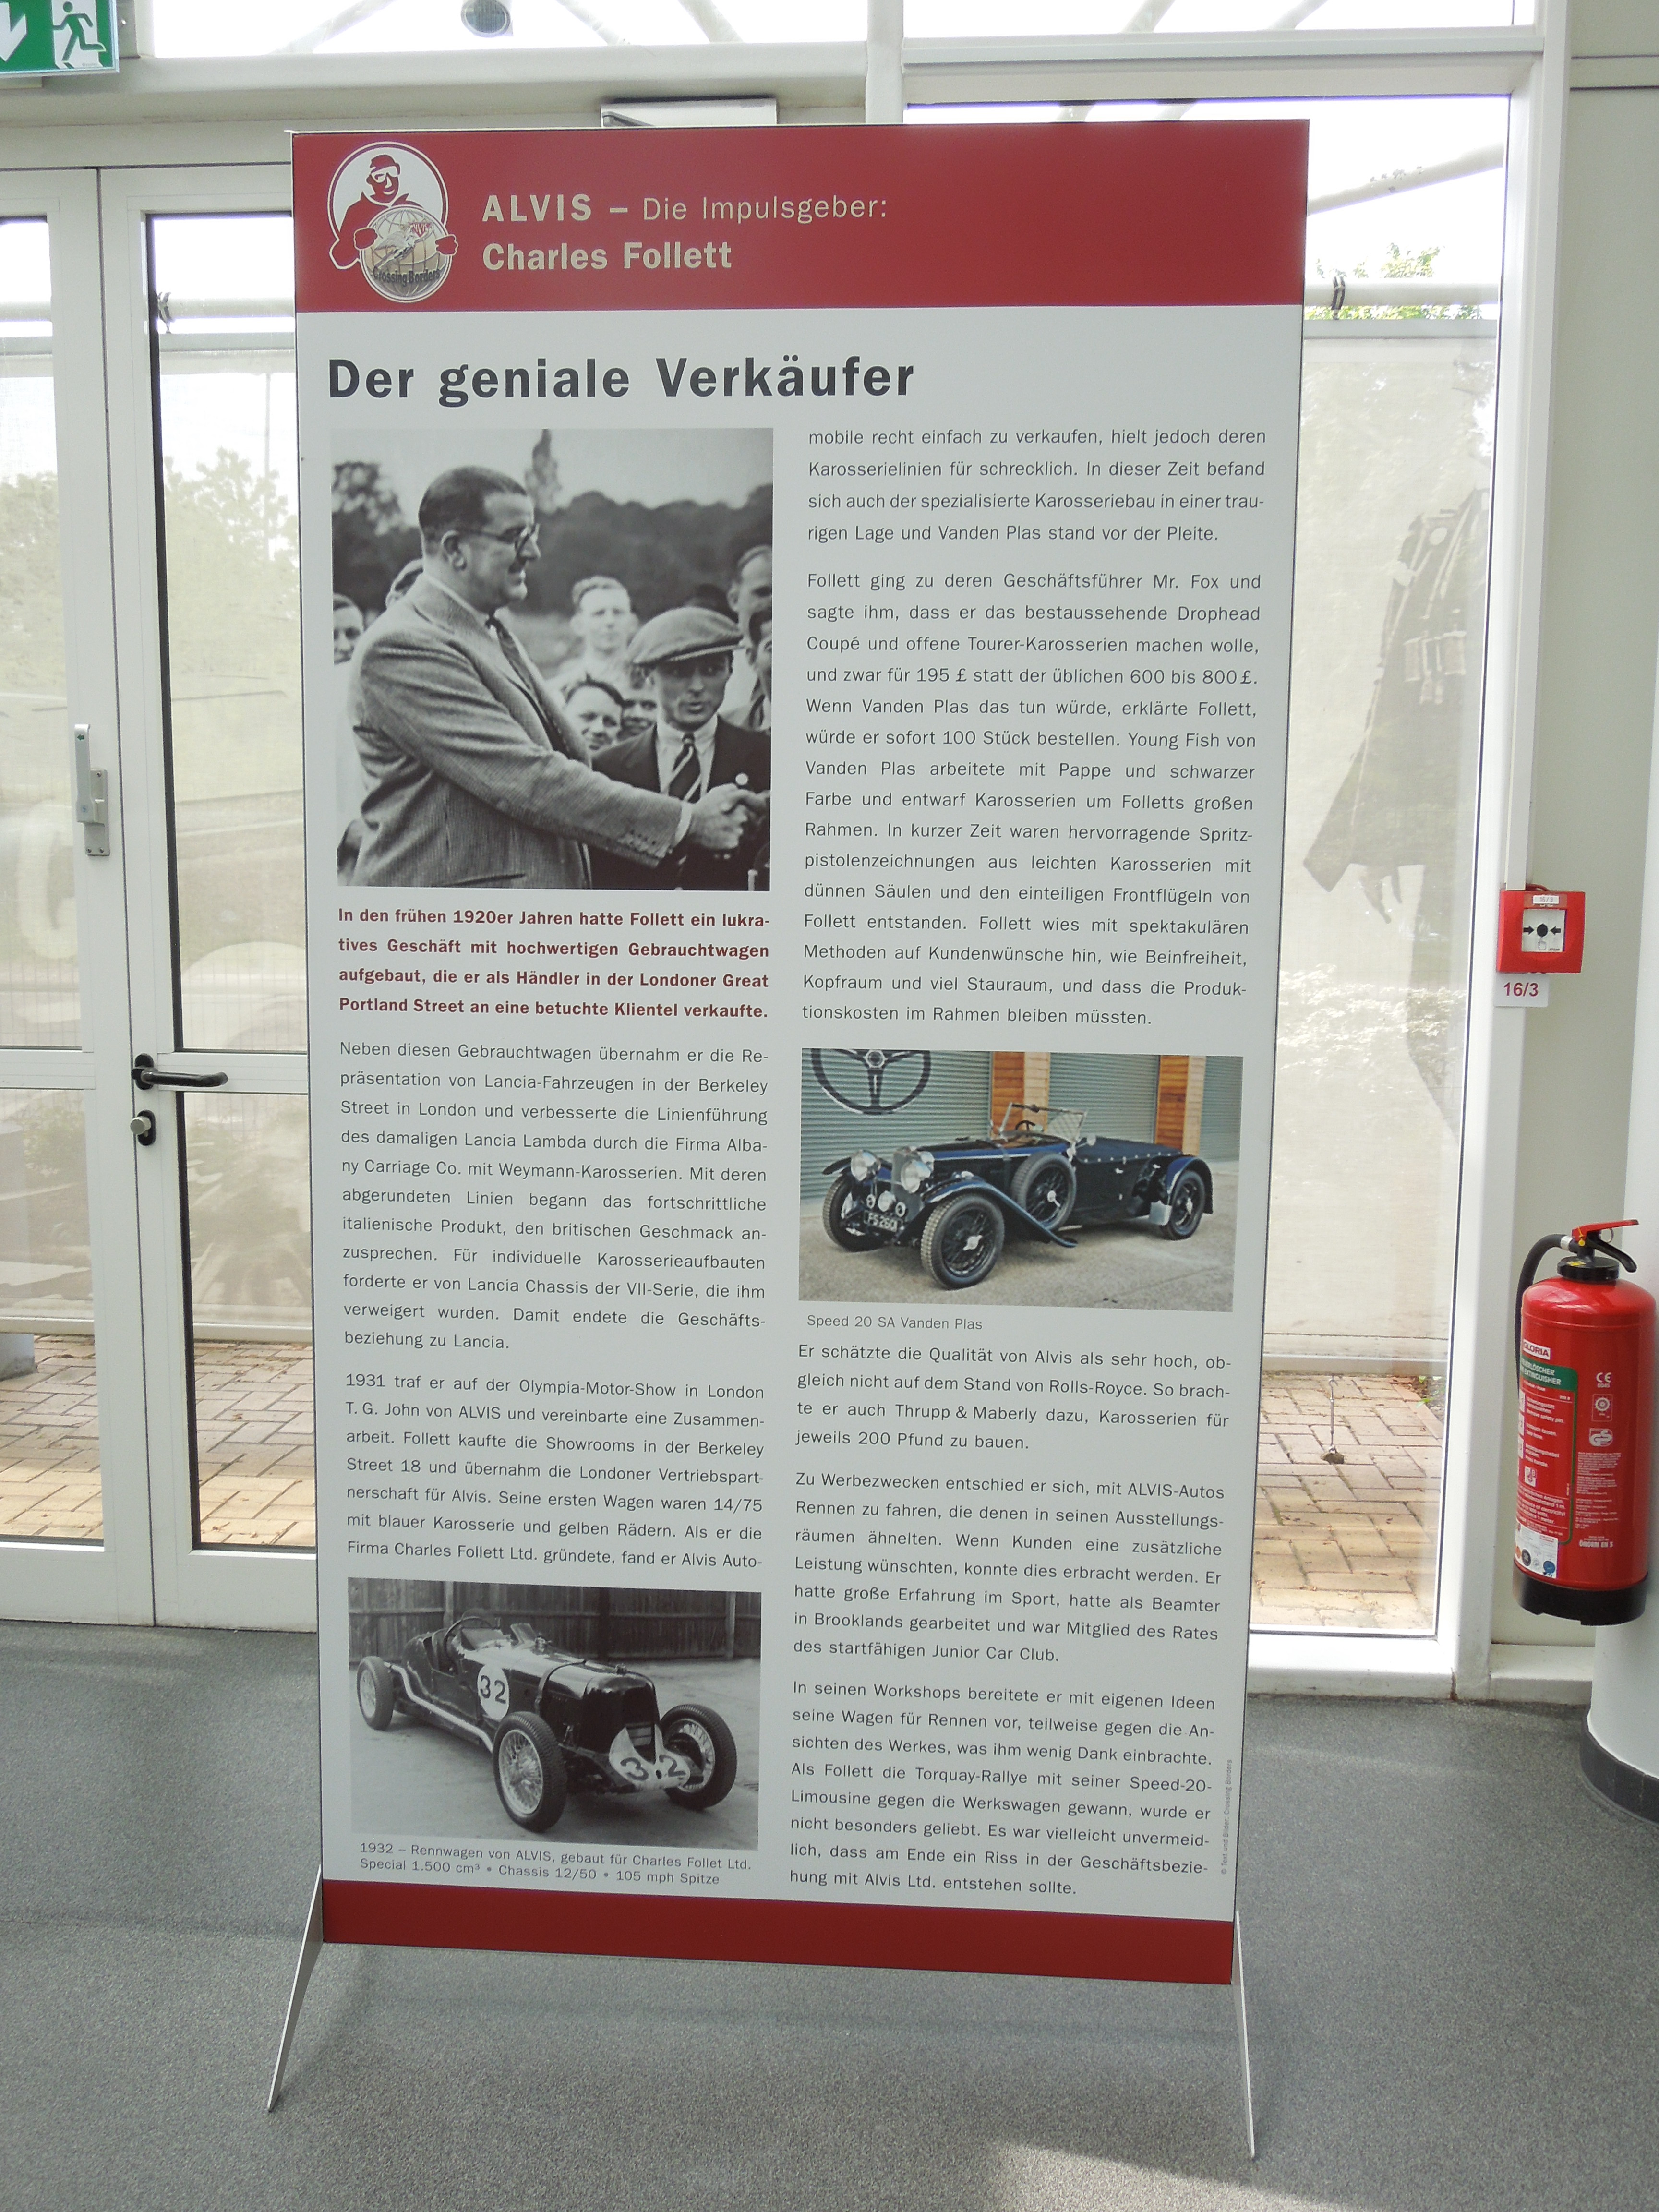 ALVIS – Die Impulsgeber:
Charles Follett
ALVIS
Crossing Borders
Der geniale Verkäufer
In den frühen 1920er Jahren hatte Follett ein lukra-
tives Geschäft mit hochwertigen Gebrauchtwagen
aufgebaut, die er als Händler in der Londoner Great
Portland Street an eine betuchte Klientel verkaufte.
Neben diesen Gebrauchtwagen übernahm er die Re-
präsentation von Lancia-Fahrzeugen in der Berkeley
Street in London und verbesserte die Linienführung
des damaligen Lancia Lambda durch die Firma Alba-
ny Carriage Co. mit Weymann-Karosserien. Mit deren
abgerundeten Linien begann das fortschrittliche
italienische Produkt, den britischen Geschmack an-
zusprechen. Für individuelle Karosserieaufbauten
forderte er von Lancia Chassis der VII-Serie, die ihm
verweigert wurden. Damit endete die Geschäfts-
beziehung zu Lancia.
1931 traf er auf der Olympia-Motor-Show in London
T. G. John von ALVIS und vereinbarte eine Zusammen-
arbeit. Follett kaufte die Showrooms in der Berkeley
Street 18 und übernahm die Londoner Vertriebspart-
nerschaft für Alvis. Seine ersten Wagen waren 14/75
mit blauer Karosserie und gelben Rädern. Als er die
Firma Charles Follett Ltd. gründete, fand er Alvis Auto-
32
32
1932 – Rennwagen von ALVIS, gebaut für Charles Follet Ltd.
Special 1.500 cm³ • Chassis 12/50 • 105 mph Spitze
mobile recht einfach zu verkaufen, hielt jedoch deren
Karosserielinien für schrecklich. In dieser Zeit befand
sich auch der spezialisierte Karosseriebau in einer trau-
rigen Lage und Vanden Plas stand vor der Pleite.
Follett ging zu deren Geschäftsführer Mr. Fox und
sagte ihm, dass er das bestaussehende Drophead
Coupé und offene Tourer-Karosserien machen wolle,
und zwar für 195 £ statt der üblichen 600 bis 800 £.
Wenn Vanden Plas das tun würde, erklärte Follett,
würde er sofort 100 Stück bestellen. Young Fish von
Vanden Plas arbeitete mit Pappe und schwarzer
Farbe und entwarf Karosserien um Folletts großen
Rahmen. In kurzer Zeit waren hervorragende Spritz-
pistolenzeichnungen aus leichten Karosserien mit
dünnen Säulen und den einteiligen Frontflügeln von
Follett entstanden. Follett wies mit spektakulären
Methoden auf Kundenwünsche hin, wie Beinfreiheit,
Kopfraum und viel Stauraum, und dass die Produk-
tionskosten im Rahmen bleiben müssten.
Speed 20 SA Vanden Plas
Er schätzte die Qualität von Alvis als sehr hoch, ob-
gleich nicht auf dem Stand von Rolls-Royce. So brach-
te er auch Thrupp & Maberly dazu, Karosserien für
jeweils 200 Pfund zu bauen.
Zu Werbezwecken entschied er sich, mit ALVIS-Autos
Rennen zu fahren, die denen in seinen Ausstellungs-
räumen ähnelten. Wenn Kunden eine zusätzliche
Leistung wünschten, konnte dies erbracht werden. Er
hatte große Erfahrung im Sport, hatte als Beamter
in Brooklands gearbeitet und war Mitglied des Rates
des startfähigen Junior Car Club.
In seinen Workshops bereitete er mit eigenen Ideen
seine Wagen für Rennen vor, teilweise gegen die An-
sichten des Werkes, was ihm wenig Dank einbrachte.
Als Follett die Torquay-Rallye mit seiner Speed-20-
Limousine gegen die Werkswagen gewann, wurde er
nicht besonders geliebt. Es war vielleicht unvermeid-
lich, dass am Ende ein Riss in der Geschäftsbezie-
hung mit Alvis Ltd. entstehen sollte.
© Text und Bilder: Crossing Borders
16/3
GLORIA
CE